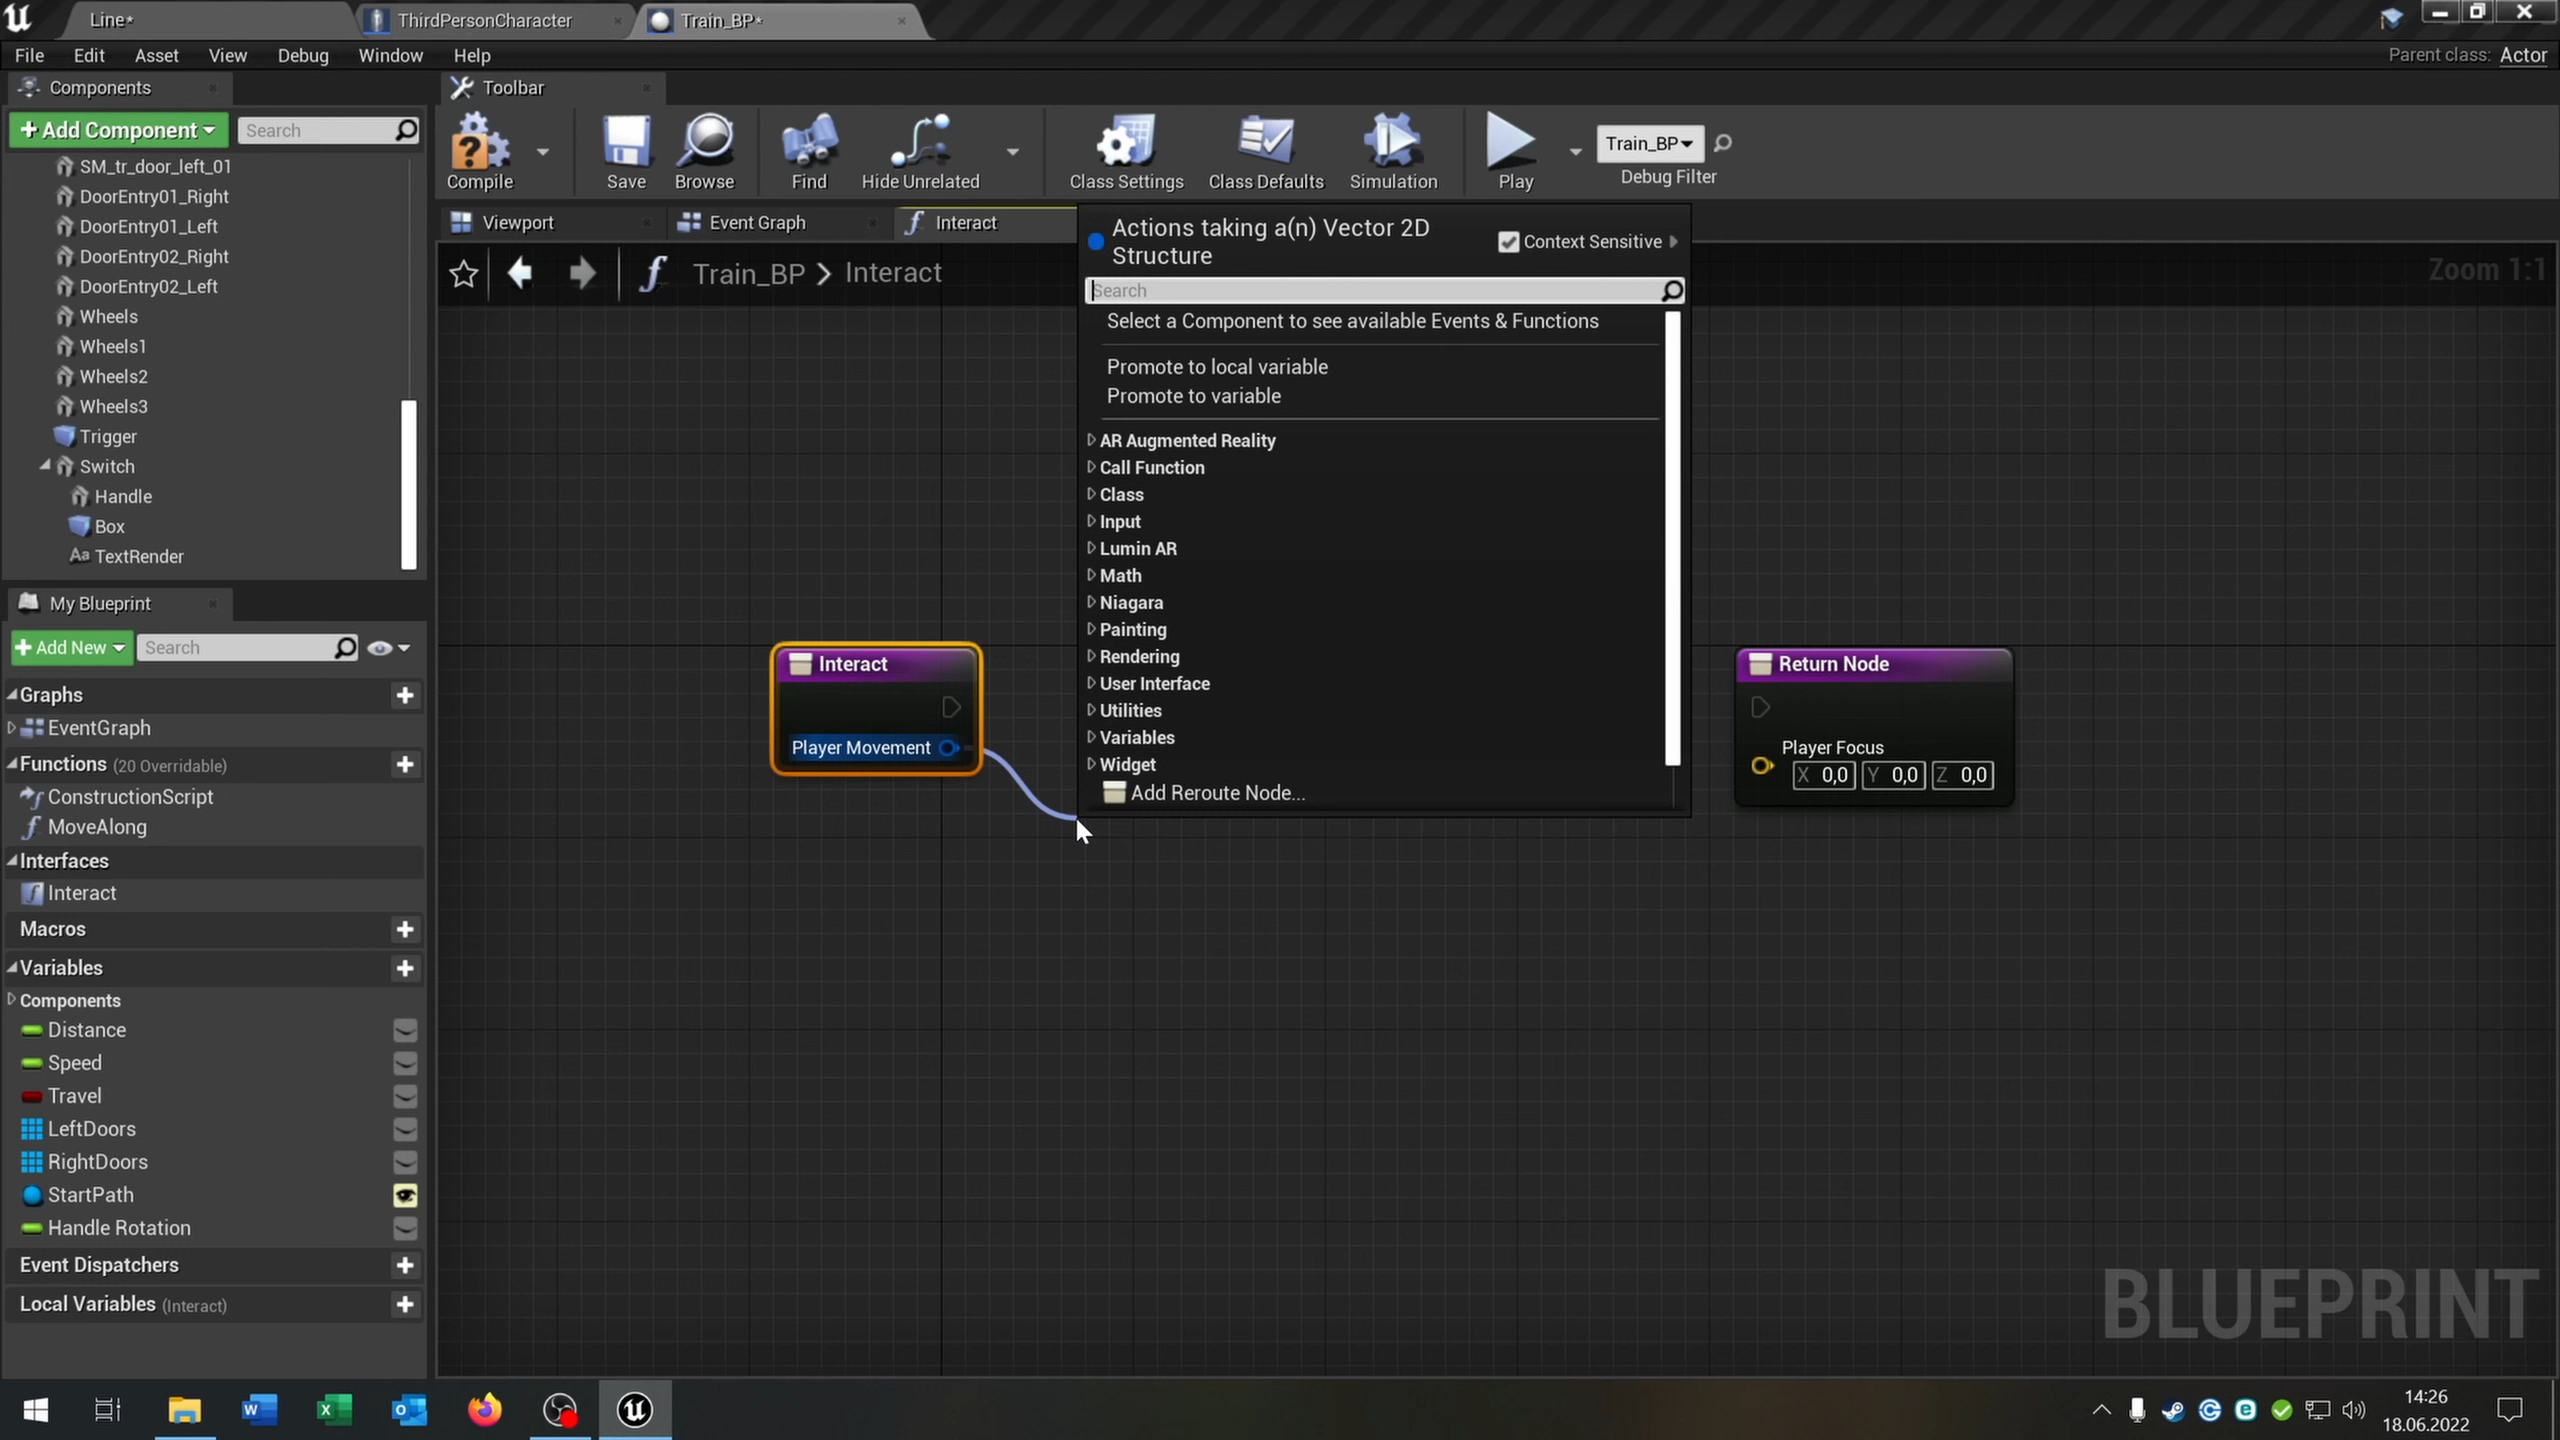 Line*
ThirdPersonCharacter
Train_BP*
File Edit Asset View Debug Window Help
Parent class: Actor
Components
Toolbar
Add Component
Search
SM_tr_door_left_01
DoorEntry01_Right
DoorEntry01_Left
DoorEntry02_Right
DoorEntry02_Left
Wheels
Wheels1
Wheels2
Wheels3
Trigger
Switch
Handle
Box
TextRender
Compile
Save
Browse
Find
Hide Unrelated
Class Settings
Class Defaults
Simulation
Play
Train_BP
Debug Filter
Viewport
Event Graph
Interact
Train_BP > Interact
Zoom 1:1
Actions taking a(n) Vector 2D
Structure
Context Sensitive
Search
Select a Component to see available Events & Functions
Promote to local variable
Promote to variable
AR Augmented Reality
Call Function
Class
Input
Lumin AR
Math
Niagara
Painting
Rendering
User Interface
Utilities
Variables
Widget
Add Reroute Node...
Interact
Player Movement
Return Node
Player Focus
X 0,0 Y 0,0 Z 0,0
My Blueprint
Add New
Search
Graphs
EventGraph
Functions (20 Overridable)
ConstructionScript
MoveAlong
Interfaces
Interact
Macros
Variables
Components
Distance
Speed
Travel
LeftDoors
RightDoors
StartPath
Handle Rotation
Event Dispatchers
Local Variables (Interact)
BLUEPRINT
14:26
18.06.2022